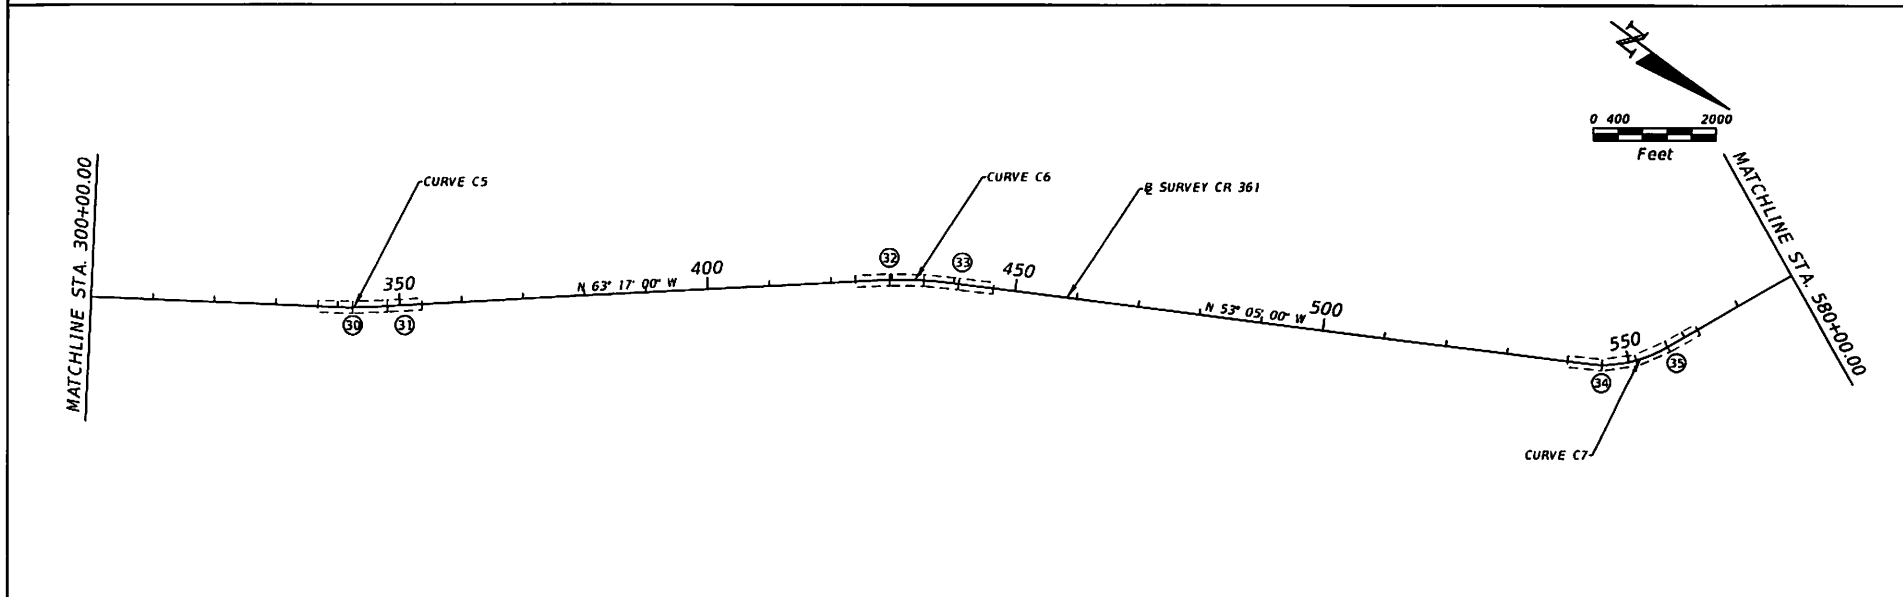 N
0 400 2000
Feet
MATCHLINE STA. 300+00.00
CURVE C5
CURVE C6
℄ SURVEY CR 361
MATCHLINE STA. 580+00.00
32
33
350
N 63° 17' 00" W
400
450
N 53° 05' 00" W
500
550
30
31
34
35
CURVE C7